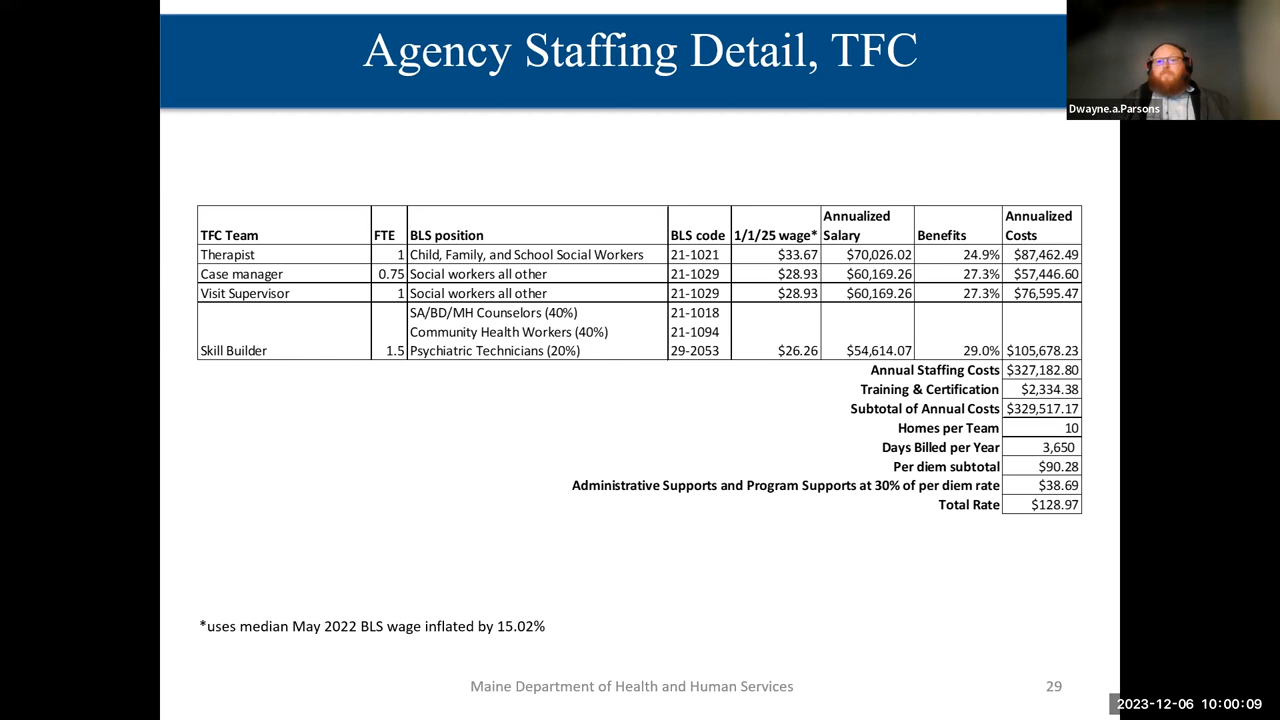 Agency Staffing Detail, TFC
Dwayne.a.Parsons
TFC Team FTE BLS position BLS code 1/1/25 wage* Annualized Salary Benefits Annualized Costs
Therapist 1 Child, Family, and School Social Workers 21-1021 $33.67 $70,026.02 24.9% $87,462.49
Case manager 0.75 Social workers all other 21-1029 $28.93 $60,169.26 27.3% $57,446.60
Visit Supervisor 1 Social workers all other 21-1029 $28.93 $60,169.26 27.3% $76,595.47
SA/BD/MH Counselors (40%) 21-1018
Community Health Workers (40%) 21-1094
Skill Builder 1.5 Psychiatric Technicians (20%) 29-2053 $26.26 $54,614.07 29.0% $105,678.23
Annual Staffing Costs $327,182.80
Training & Certification $2,334.38
Subtotal of Annual Costs $329,517.17
Homes per Team 10
Days Billed per Year 3,650
Per diem subtotal $90.28
Administrative Supports and Program Supports at 30% of per diem rate $38.69
Total Rate $128.97
*uses median May 2022 BLS wage inflated by 15.02%
Maine Department of Health and Human Services 29
2023-12-06 10:00:09